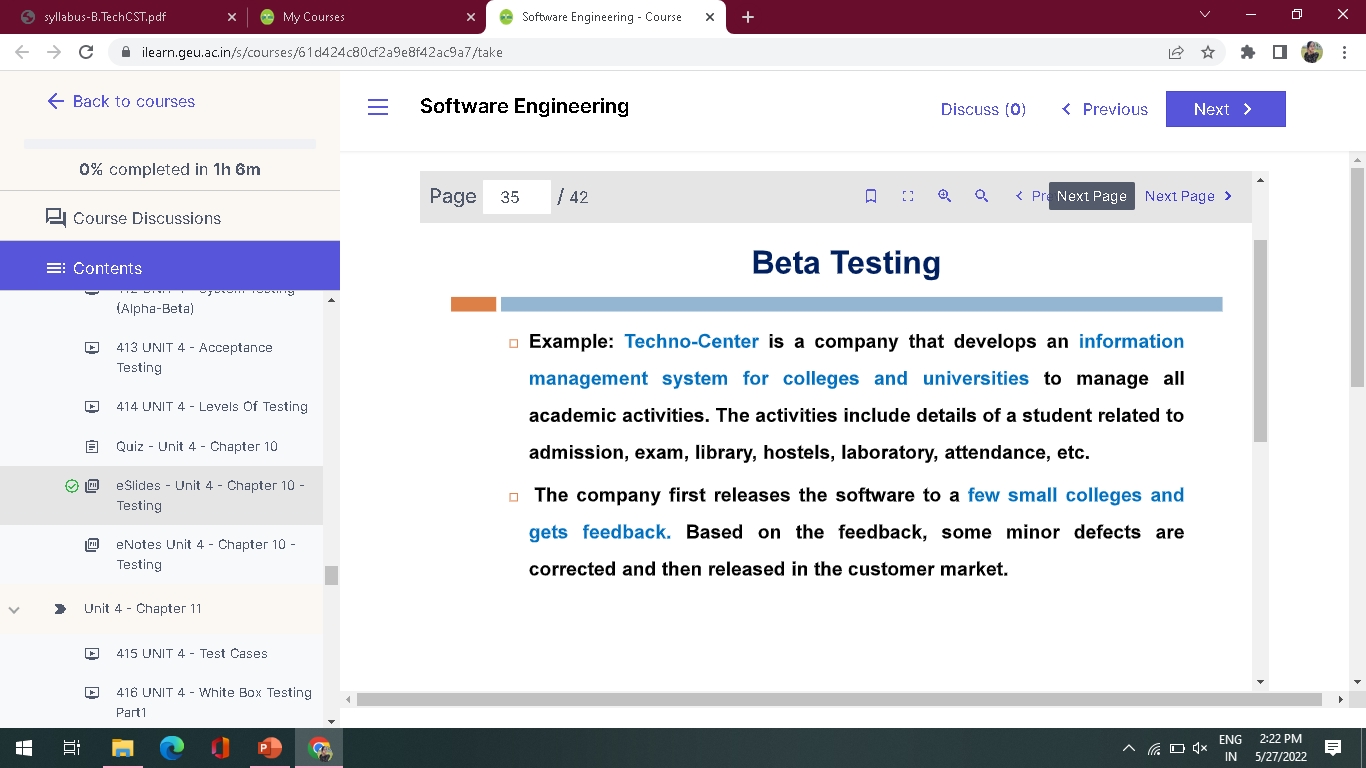 syllabus-B.TechCST.pdf
My Courses
Software Engineering - Course
ilearn.geu.ac.in/s/courses/61d424c80cf2a9e8f42ac9a7/take
Back to courses
0% completed in 1h 6m
Course Discussions
Contents
(Alpha-Beta)
413 UNIT 4 - Acceptance
Testing
414 UNIT 4 - Levels Of Testing
Quiz - Unit 4 - Chapter 10
eSlides - Unit 4 - Chapter 10 -
Testing
eNotes Unit 4 - Chapter 10 -
Testing
Unit 4 - Chapter 11
415 UNIT 4 - Test Cases
416 UNIT 4 - White Box Testing
Part1
Software Engineering
Discuss (0)
Previous
Next
Page 35 / 42
Pre
Next Page
Next Page
Beta Testing
Example: Techno-Center is a company that develops an information
management system for colleges and universities to manage all
academic activities. The activities include details of a student related to
admission, exam, library, hostels, laboratory, attendance, etc.
The company first releases the software to a few small colleges and
gets feedback. Based on the feedback, some minor defects are
corrected and then released in the customer market.
ENG
IN
2:22 PM
5/27/2022